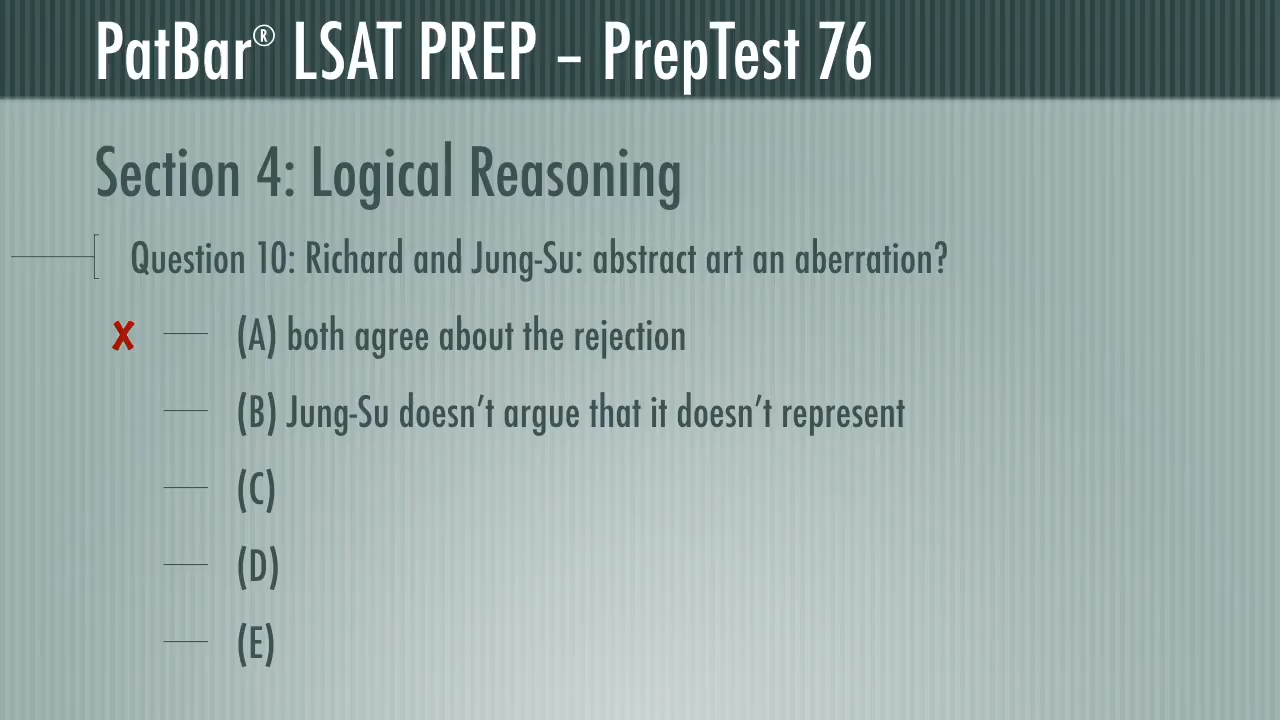 PatBar® LSAT PREP – PrepTest 76
Section 4: Logical Reasoning
Question 10: Richard and Jung-Su: abstract art an aberration?
✗ (A) both agree about the rejection
(B) Jung-Su doesn’t argue that it doesn’t represent
(C)
(D)
(E)